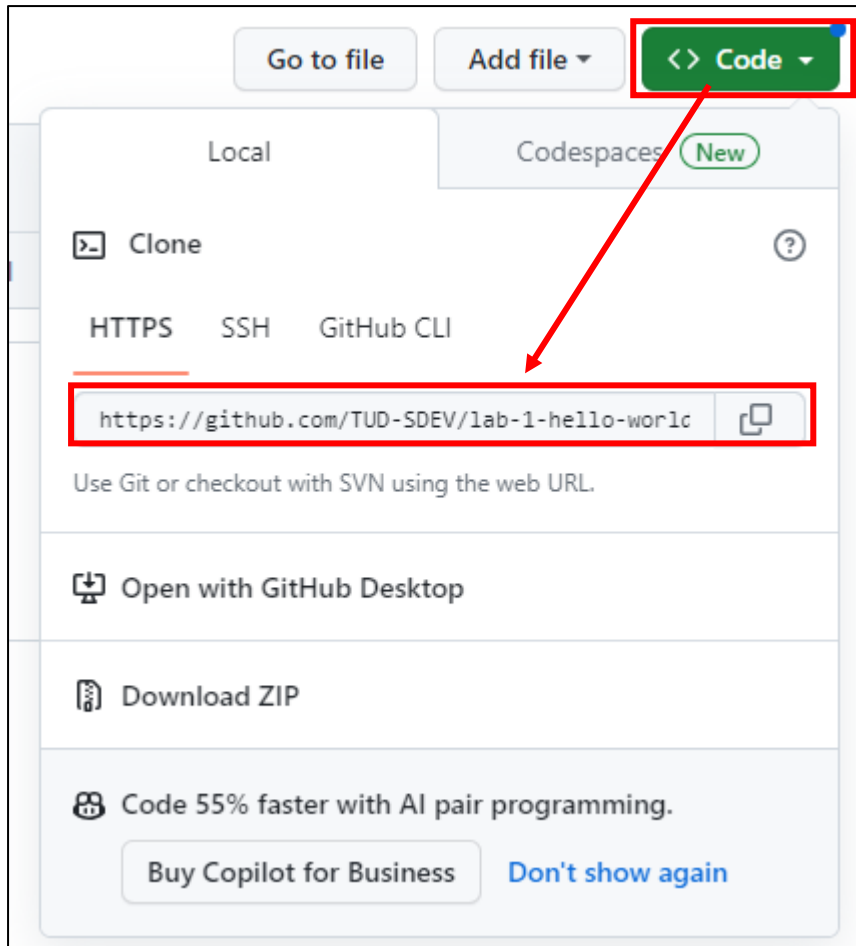 Go to file Add file <> Code
Local Codespaces New
Clone
HTTPS SSH GitHub CLI
https://github.com/TUD-SDEV/lab-1-hello-world
Use Git or checkout with SVN using the web URL.
Open with GitHub Desktop
Download ZIP
Code 55% faster with AI pair programming.
Buy Copilot for Business Don't show again